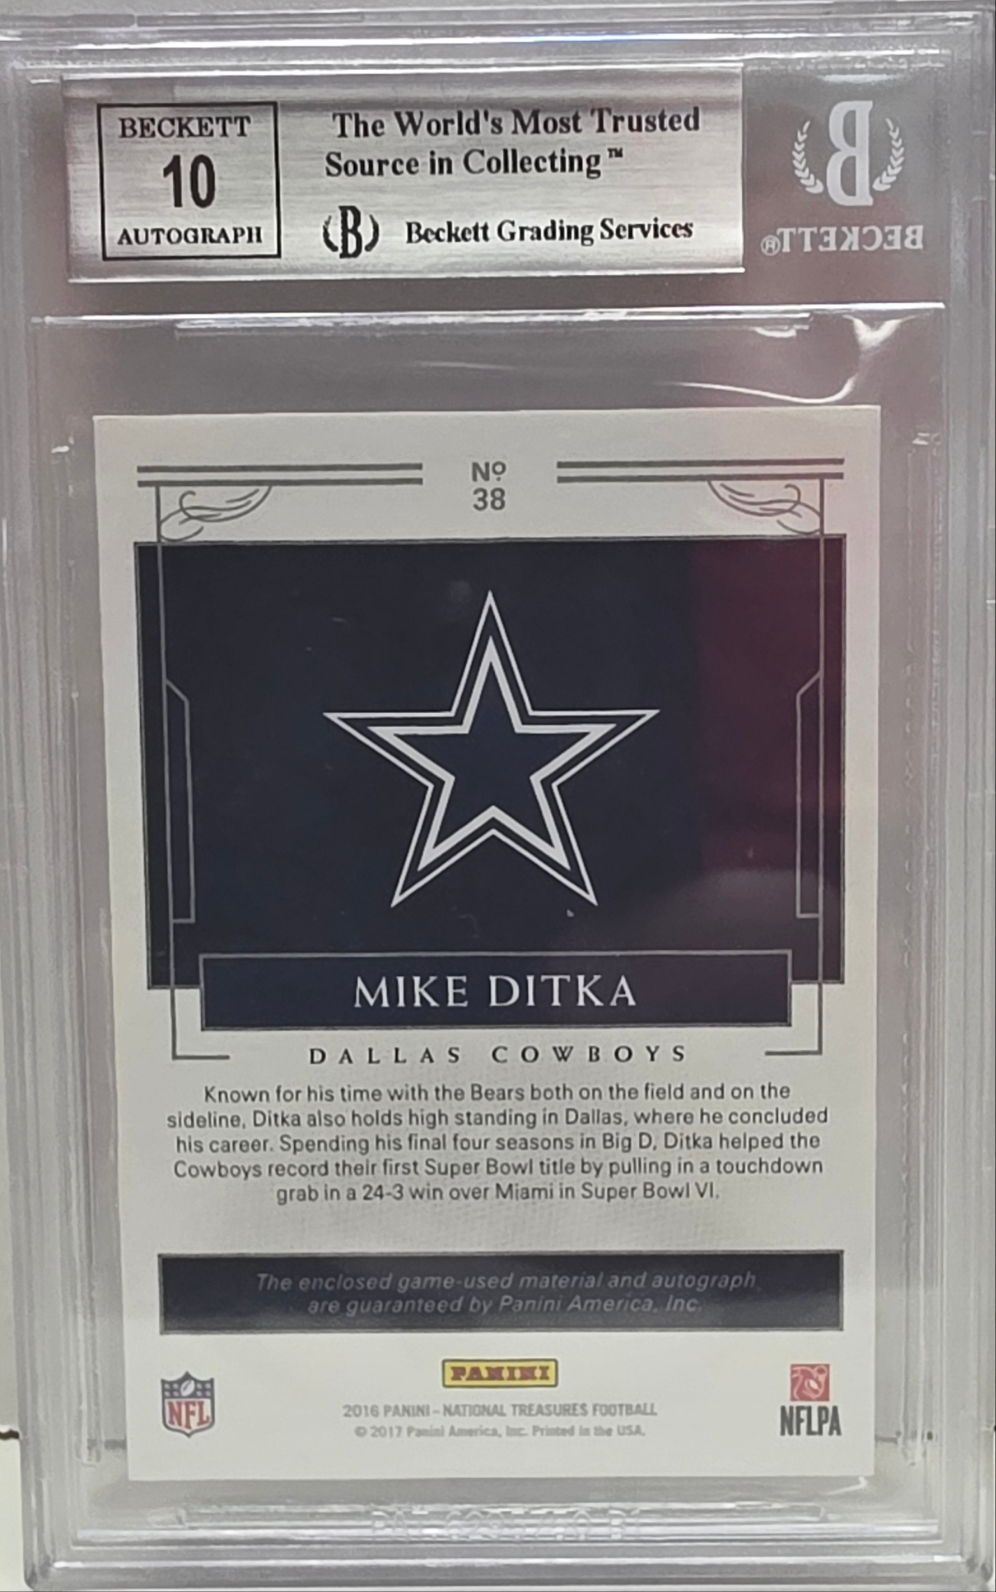 BECKETT
10
AUTOGRAPH
The World's Most Trusted
Source in Collecting™
B Beckett Grading Services
B
BECKETT®
Nº
38
MIKE DITKA
DALLAS COWBOYS
Known for his time with the Bears both on the field and on the
sideline, Ditka also holds high standing in Dallas, where he concluded
his career. Spending his final four seasons in Big D, Ditka helped the
Cowboys record their first Super Bowl title by pulling in a touchdown
grab in a 24-3 win over Miami in Super Bowl VI.
The enclosed game-used material and autograph
are guaranteed by Panini America, Inc.
PANINI
NFL
2016 PANINI – NATIONAL TREASURES FOOTBALL
© 2017 Panini America, Inc. Printed in the USA.
NFLPA